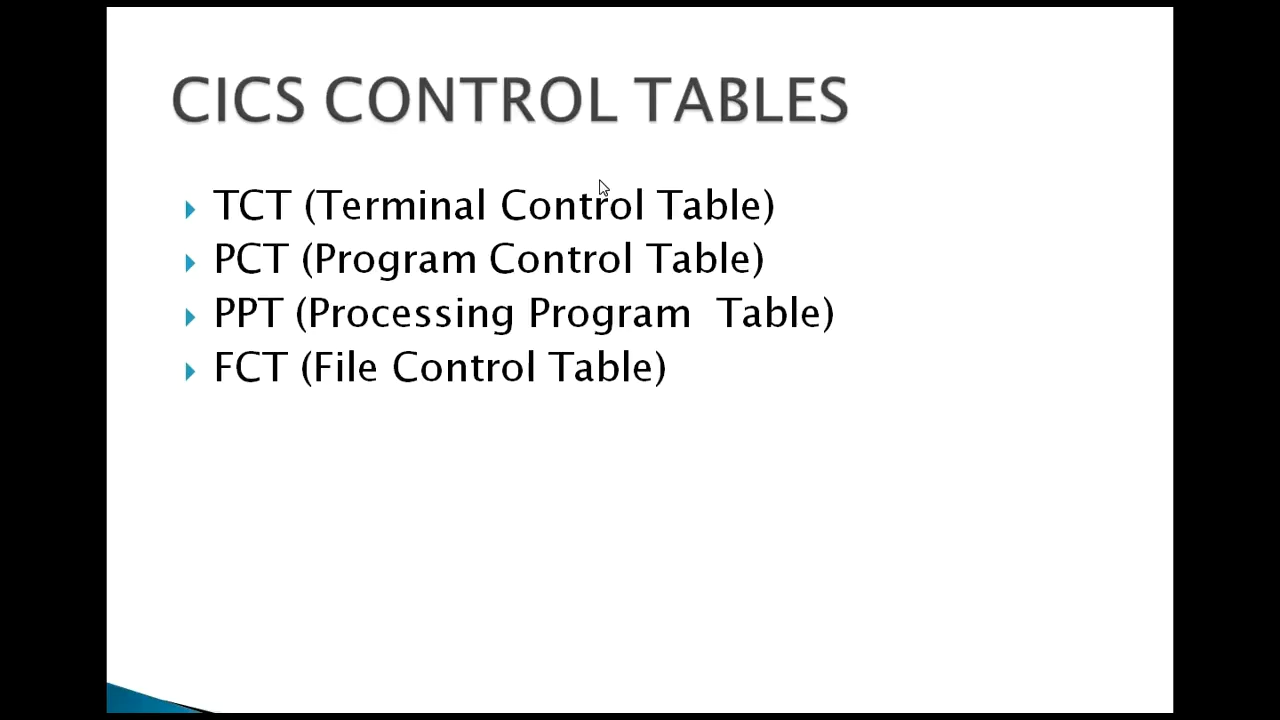 CICS CONTROL TABLES
TCT (Terminal Control Table)
PCT (Program Control Table)
PPT (Processing Program  Table)
FCT (File Control Table)